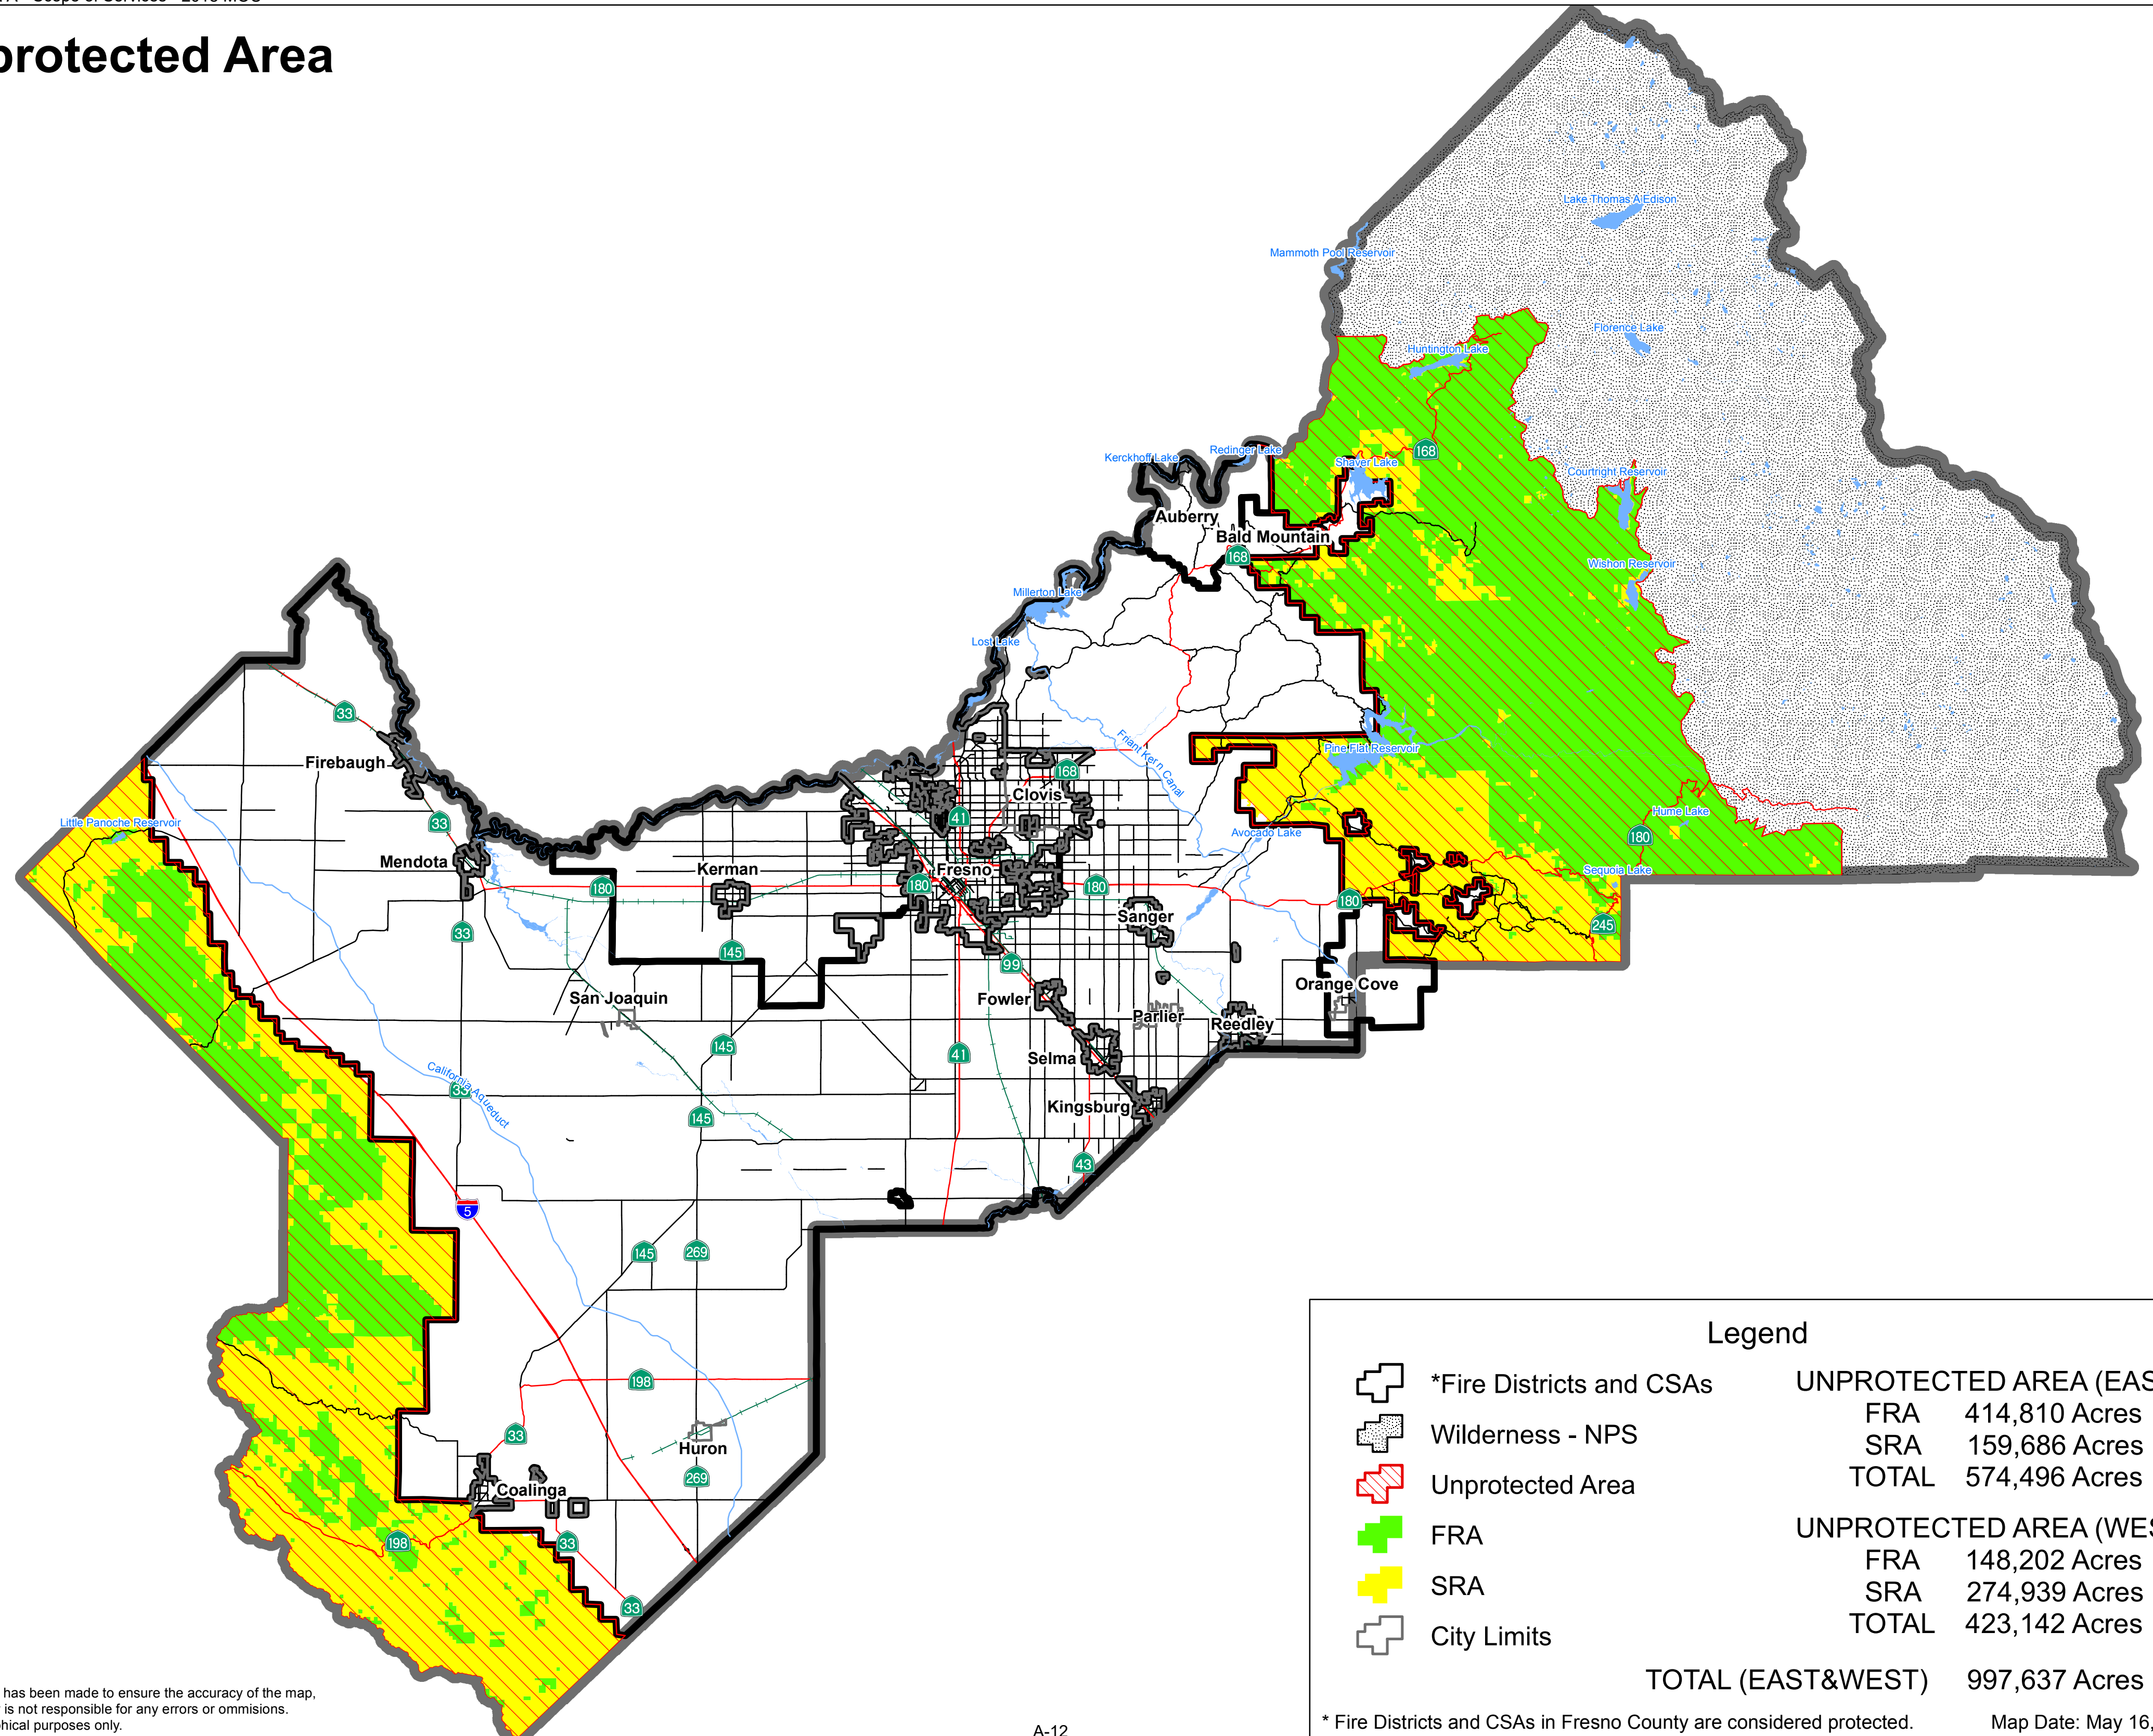 protected Area
Lake Thomas A Edison
Mammoth Pool Reservoir
Florence Lake
Huntington Lake
168
Redinger Lake
Kerckhoff Lake
Shaver Lake
Courtright Reservoir
Auberry
Bald Mountain
168
Wishon Reservoir
Millerton Lake
Lost Lake
33
Firebaugh
Friant Kern Canal
Pine Flat Reservoir
168
Clovis
Little Panoche Reservoir
33
41
Avocado Lake
Hume Lake
180
Mendota
Kerman
Fresno
Sequoia Lake
180
180
180
180
Sanger
245
33
145
99
Orange Cove
San Joaquin
Fowler
Parlier
Reedley
145
41
Selma
California Aqueduct
33
145
Kingsburg
43
5
145
269
198
33
Huron
269
Coalinga
198
33
33
Legend
*Fire Districts and CSAs
Wilderness - NPS
Unprotected Area
FRA
SRA
City Limits
UNPROTECTED AREA (EAS
FRA 414,810 Acres
SRA 159,686 Acres
TOTAL 574,496 Acres
UNPROTECTED AREA (WES
FRA 148,202 Acres
SRA 274,939 Acres
TOTAL 423,142 Acres
TOTAL (EAST&WEST) 997,637 Acres
* Fire Districts and CSAs in Fresno County are considered protected.
Map Date: May 16,
has been made to ensure the accuracy of the map,
is not responsible for any errors or ommisions.
phical purposes only.
A-12